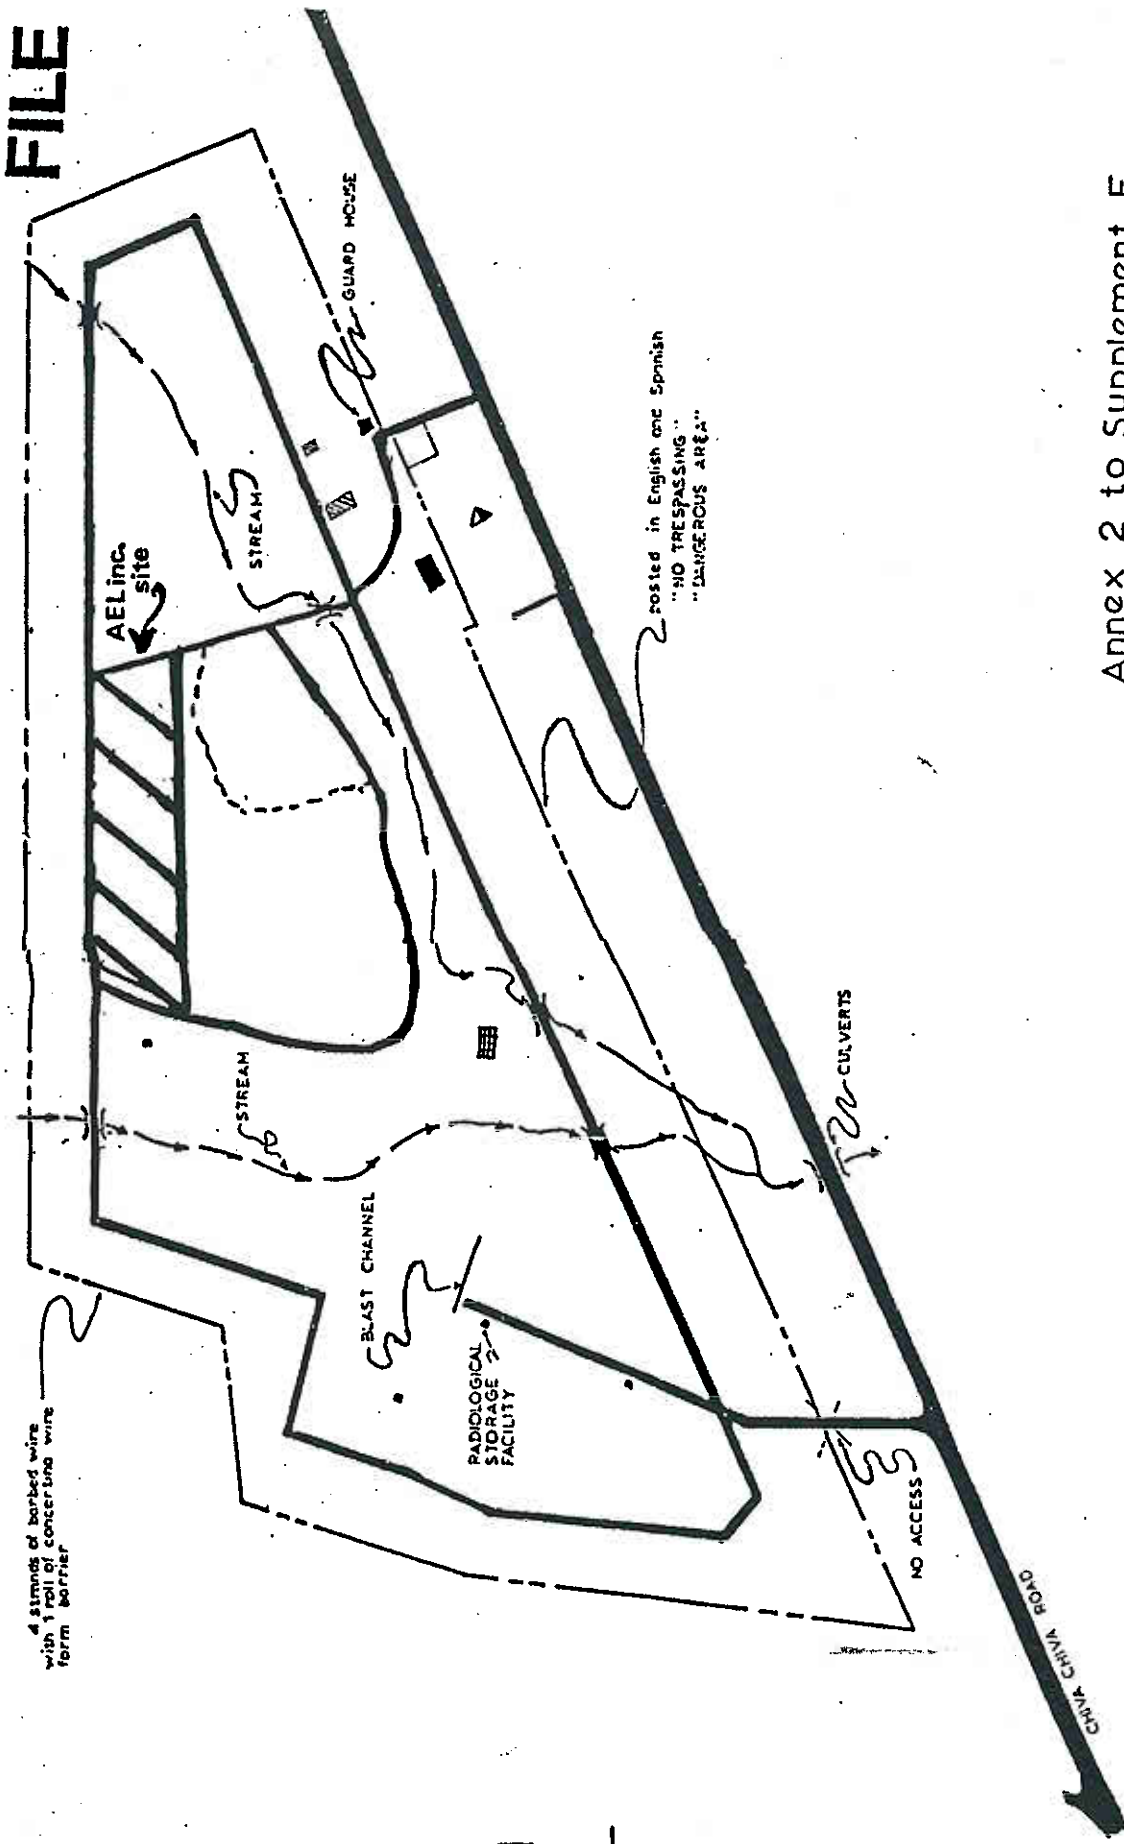 FILE
4 strands of barbed wire
with 1 roll of concertina wire
form barrier
AEL inc.
site
STREAM
GUARD HOUSE
STREAM
BLAST CHANNEL
RADIOLOGICAL
STORAGE
FACILITY
posted in English and Spanish
"NO TRESPASSING"
"DANGEROUS AREA"
CULVERTS
NO ACCESS
CHIVA CHIVA ROAD
Annex 2 to Supplement